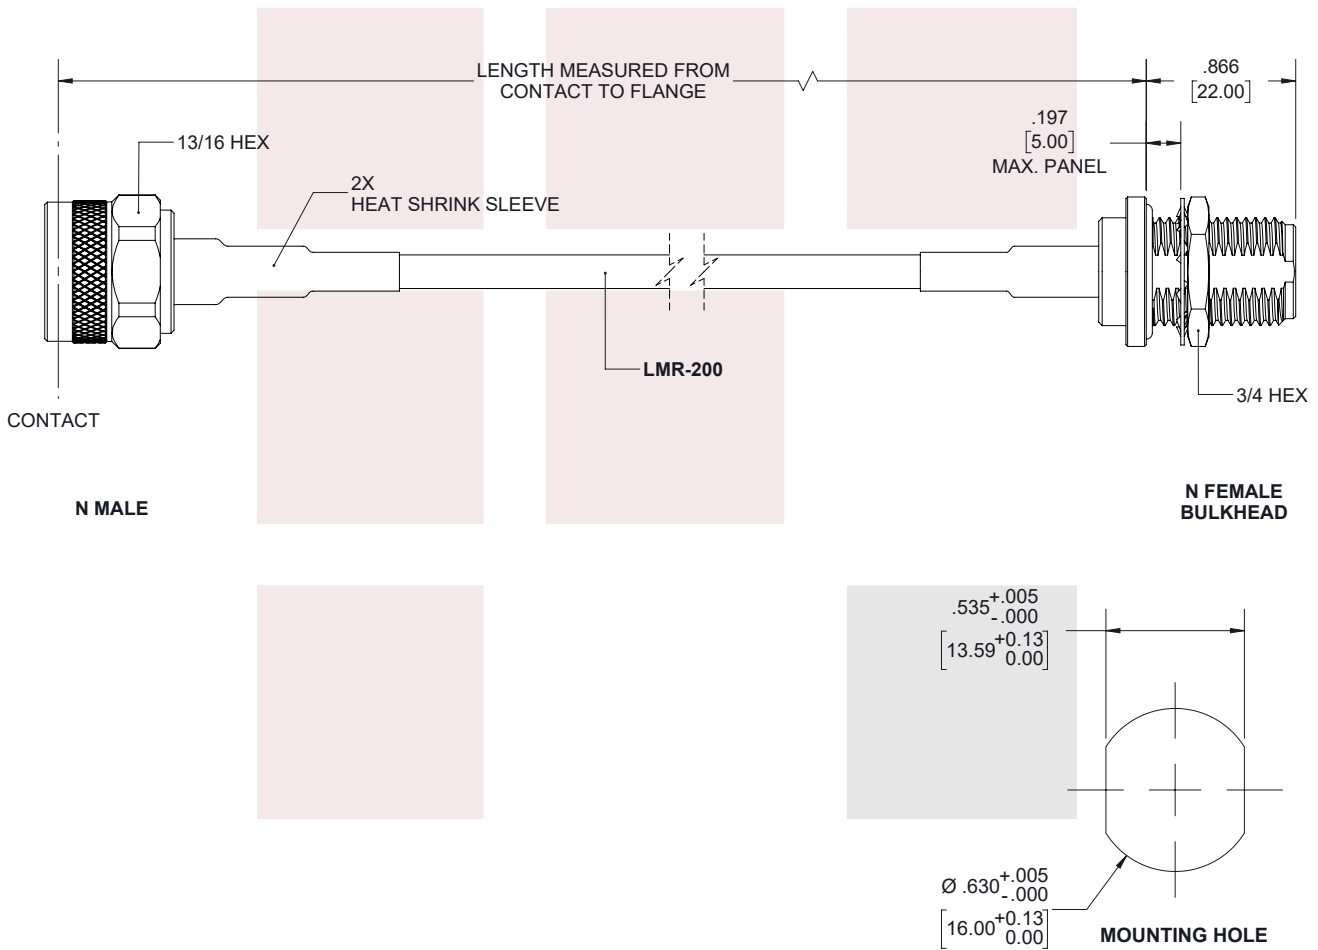 LENGTH MEASURED FROM
CONTACT TO FLANGE
.866
[22.00]
.197
[5.00]
MAX. PANEL
13/16 HEX
2X
HEAT SHRINK SLEEVE
LMR-200
3/4 HEX
CONTACT
N MALE
N FEMALE
BULKHEAD
.535 +.005
-.000
[13.59 +0.13
0.00]
Ø .630 +.005
-.000
[16.00 +0.13
0.00]
MOUNTING HOLE